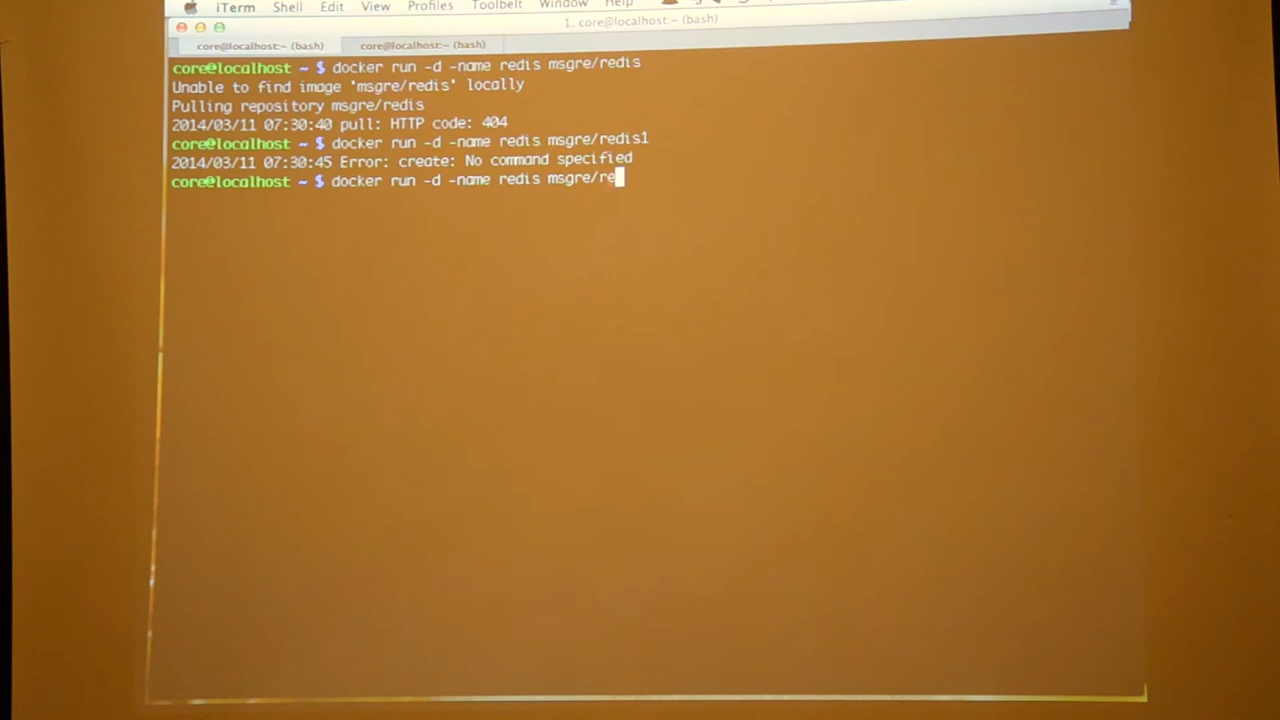 iTerm Shell Edit View Profiles Toolbelt Window Help
1. core@localhost:~ (bash)
core@localhost:~ (bash) core@localhost:~ (bash)
core@localhost ~ $ docker run -d -name redis msgre/redis
Unable to find image 'msgre/redis' locally
Pulling repository msgre/redis
2014/03/11 07:30:40 pull: HTTP code: 404
core@localhost ~ $ docker run -d -name redis msgre/redis1
2014/03/11 07:30:45 Error: create: No command specified
core@localhost ~ $ docker run -d -name redis msgre/re